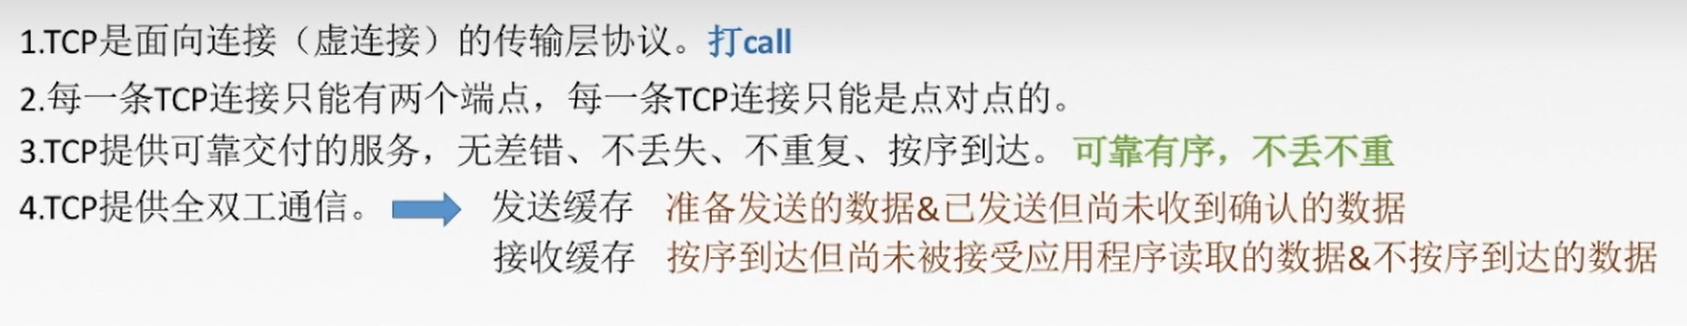 1.TCP是面向连接（虚连接）的传输层协议。打call
2.每一条TCP连接只能有两个端点，每一条TCP连接只能是点对点的。
3.TCP提供可靠交付的服务，无差错、不丢失、不重复、按序到达。可靠有序，不丢不重
4.TCP提供全双工通信。 发送缓存 准备发送的数据&已发送但尚未收到确认的数据
接收缓存 按序到达但尚未被接受应用程序读取的数据&不按序到达的数据